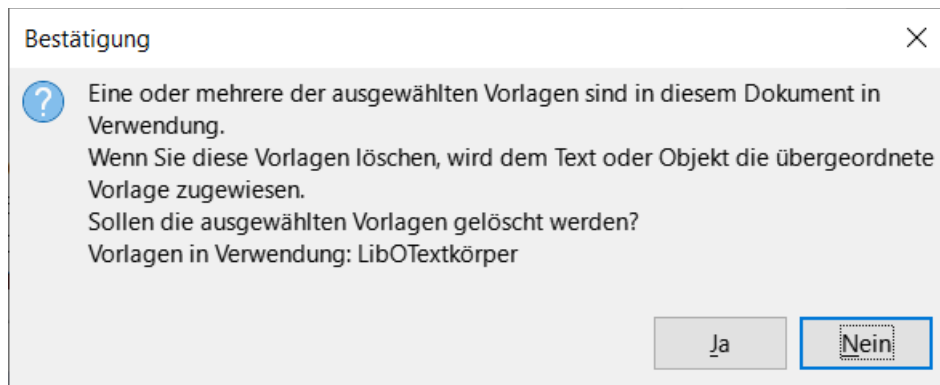 Bestätigung
Eine oder mehrere der ausgewählten Vorlagen sind in diesem Dokument in
Verwendung.
Wenn Sie diese Vorlagen löschen, wird dem Text oder Objekt die übergeordnete
Vorlage zugewiesen.
Sollen die ausgewählten Vorlagen gelöscht werden?
Vorlagen in Verwendung: LibOTextkörper
Ja
Nein